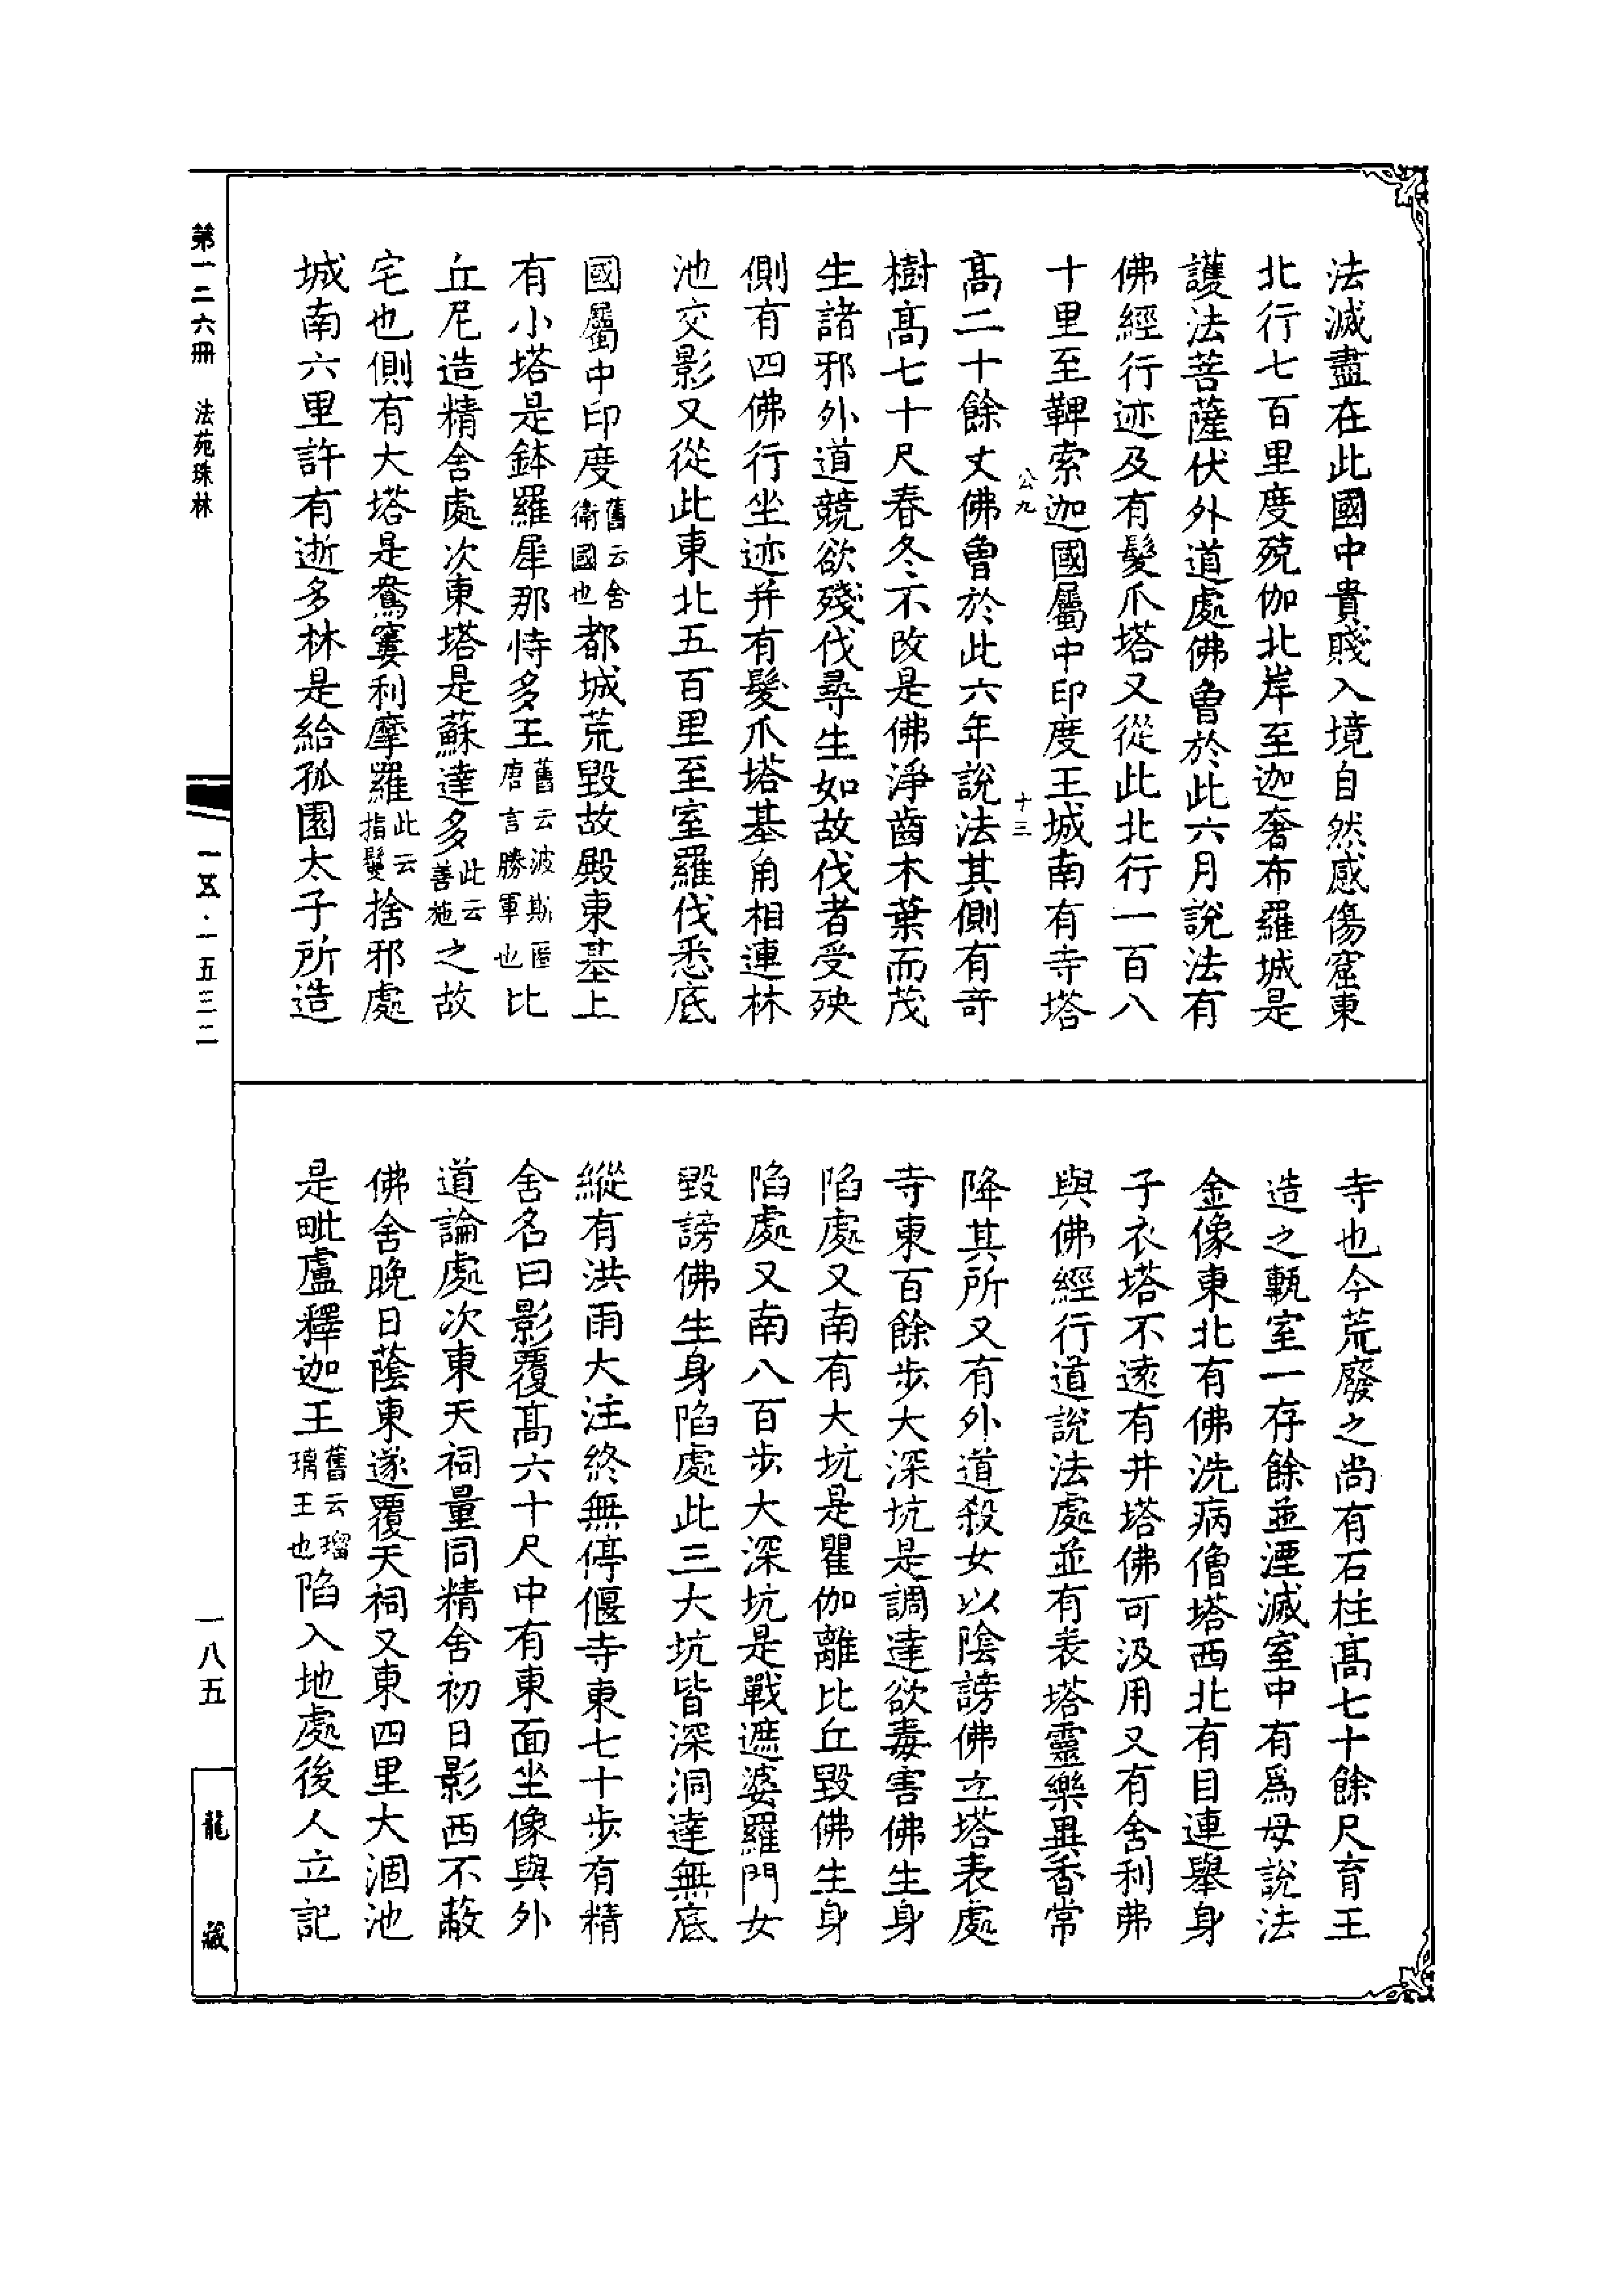 法滅盡在此國中貴賤入境自然感傷窟東
北行七百里度殑伽北岸至迦奢布羅城是
護法菩薩伏外道處佛曾於此六月說法有
佛經行迹及有髮爪塔又從此北行一百八
十里至鞞索迦國屬中印度王城南有寺塔
公九 十三
高二十餘丈佛曾於此六年說法其側有奇
樹高七十尺春冬不改是佛淨齒木葉而茂
生諸邪外道競欲殘伐尋生如故伐者受殃
側有四佛行坐迹并有髮爪塔基角相連林
池交影又從此東北五百里至室羅伐悉底
國屬中印度舊云舍衛國也都城荒毀故殿東基上
有小塔是鉢羅犀那恃多王舊云波斯匿唐言勝軍也比
丘尼造精舍處次東塔是蘇達多此云善施之故
宅也側有大塔是鴦窶利摩羅此云指鬘捨邪處
城南六里許有逝多林是給孤園太子所造
寺也今荒廢之尚有石柱高七十餘尺育王
造之甎室一存餘並湮滅室中有爲母說法
金像東北有佛洗病僧塔西北有目連舉身
子衣塔不遠有井塔佛可汲用又有舍利弗
與佛經行道說法處並有表塔靈樂異香常
降其所又有外道殺女以陰謗佛立塔表處
寺東百餘步大深坑是調達欲毒害佛生身
陷處又南有大坑是瞿伽離比丘毀佛生身
陷處又南八百步大深坑是戰遮婆羅門女
毀謗佛生身陷處此三大坑皆深洞達無底
縱有洪雨大注終無停偃寺東七十步有精
舍名曰影覆高六十尺中有東面坐像與外
道論處次東天祠量同精舍初日影西不蔽
佛舍晚日蔭東遂覆天祠又東四里大涸池
是毗盧釋迦王舊云瑠璃王也陷入地處後人立記
第一二六冊 法苑珠林 一五·一五三二 一八五 龍藏